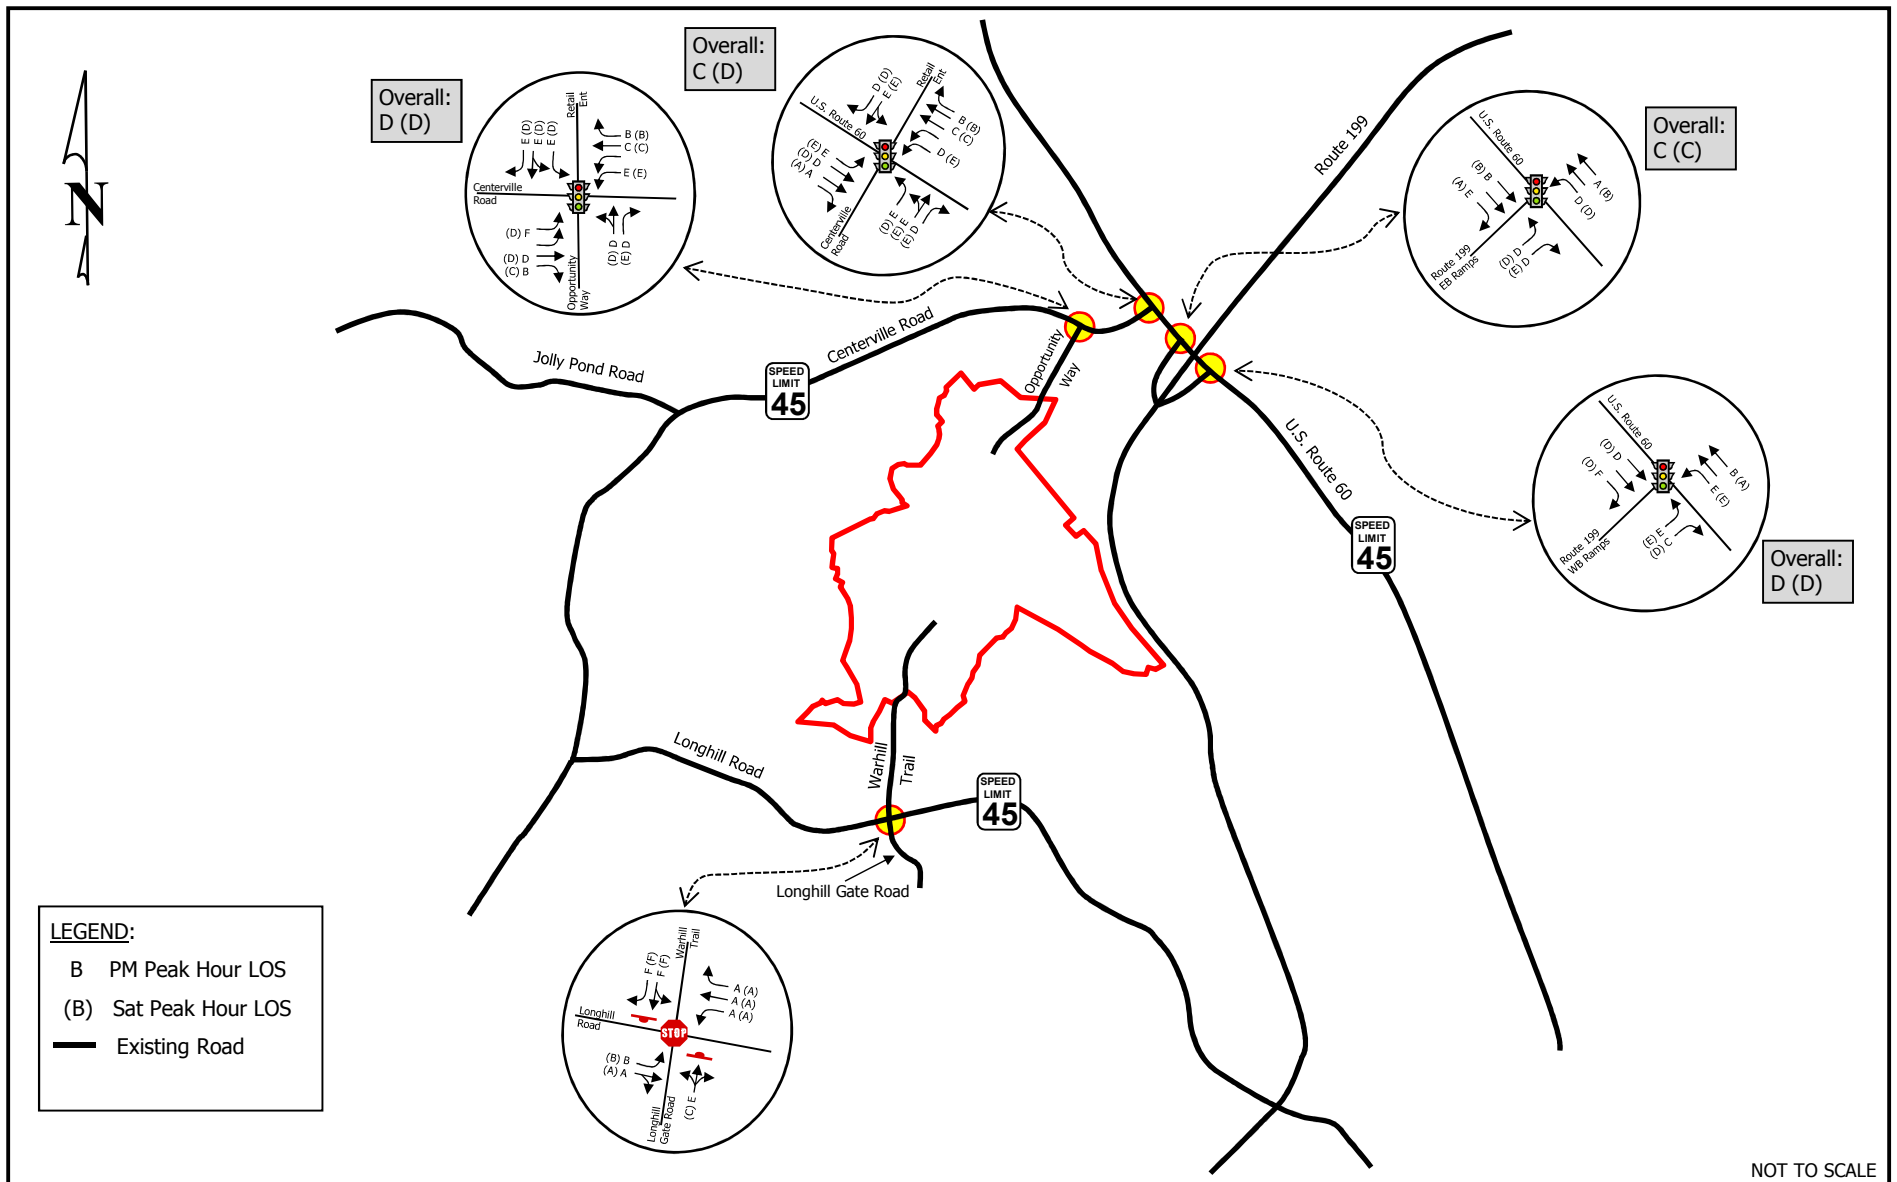 Overall:
D (D)
Overall:
C (D)
Overall:
C (C)
Overall:
D (D)
N
Retail
Ent
E (D)
E (D)
E (D)
B (B)
C (C)
E (E)
Centerville
Road
(D) F
(D) D
(C) B
(D) D
(E) D
Opportunity
Way
U.S. Route 60
D (D)
E (E)
Retail
Ent
B (B)
C (C)
D (E)
(E) E
(D) D
(A) A
Centerville
Road
(D) E
(E) E
(E) D
U.S. Route 60
(B) B
(A) E
A (B)
D (D)
Route 199
EB Ramps
(D) D
(E) D
U.S. Route 60
(D) D
(D) F
B (A)
E (E)
Route 199
WB Ramps
(E) E
(D) C
Route 199
Centerville Road
Jolly Pond Road
Opportunity
Way
SPEED
LIMIT
45
U.S. Route 60
SPEED
LIMIT
45
Longhill Road
Warhill
Trail
SPEED
LIMIT
45
Longhill Gate Road
Warhill
Trail
F (F)
F (F)
A (A)
A (A)
A (A)
Longhill
Road
STOP
(B) B
(A) A
(C) E
Longhill
Gate Road
LEGEND:
B PM Peak Hour LOS
(B) Sat Peak Hour LOS
Existing Road
NOT TO SCALE